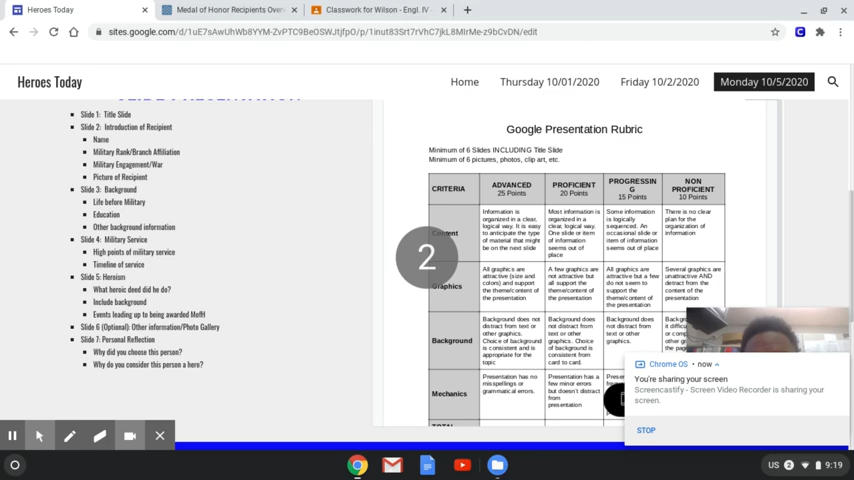 Heroes Today
Medal of Honor Recipients Over
Classwork for Wilson - Engl. IV -
sites.google.com/d/1uE7sAwUhWb8YYM-ZvPTC9BeOSWJtjfpO/p/1inut83Srt7rVhC7jkL8MIrMe-z9bCvDN/edit
Heroes Today
Home
Thursday 10/01/2020
Friday 10/2/2020
Monday 10/5/2020
Slide 1: Title Slide
Slide 2: Introduction of Recipient
Name
Military Rank/Branch Affiliation
Military Engagement/War
Picture of Recipient
Slide 3: Background
Life before Military
Education
Other background information
Slide 4: Military Service
High points of military service
Timeline of service
Slide 5: Heroism
What heroic deed did he do?
Include background
Events leading up to being awarded MofH
Slide 6 (Optional): Other information/Photo Gallery
Slide 7: Personal Reflection
Why did you choose this person?
Why do you consider this person a hero?
Google Presentation Rubric
Minimum of 6 Slides INCLUDING Title Slide
Minimum of 6 pictures, photos, clip art, etc.
CRITERIA
ADVANCED
25 Points
PROFICIENT
20 Points
PROGRESSIN
G
15 Points
NON
PROFICIENT
10 Points
Content
Information is
organized in a clear,
logical way. It is easy
to anticipate the type
of material that might
be on the next slide
Most information is
organized in a
clear, logical way.
One slide or item
of information
seems out of
place
Some information
is logically
sequenced. An
occasional slide or
item of information
seems out of place
There is no clear
plan for the
organization of
information
2
Graphics
All graphics are
attractive (size and
colors) and support
the theme/content of
the presentation
A few graphics are
not attractive but
all support the
theme/content of
the presentation
All graphics are
attractive but a few
do not seem to
support the
theme/content of
the presentation
Several graphics are
unattractive AND
detract from the
content of the
presentation
Background
Background does not
distract from text or
other graphics.
Choice of background
is consistent and is
appropriate for the
topic
Background does
not distract from
text or other
graphics. Choice
of background is
consistent from
card to card.
Background does
not distract from
text or other
graphics.
Mechanics
Presentation has no
misspellings or
grammatical errors.
Presentation has a
few minor errors
but doesn't distract
from
presentation
Chrome OS • now
You're sharing your screen
Screencastify - Screen Video Recorder is sharing your
screen.
STOP
US 2 9:19